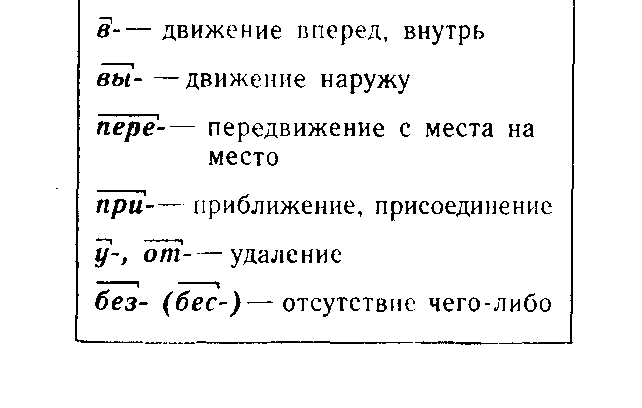 в-— движение вперед, внутрь
вы- —движение наружу
пере-— передвижение с места на
место
при-— приближение, присоединение
у-, от-— удаление
без- (бес-)— отсутствие чего-либо